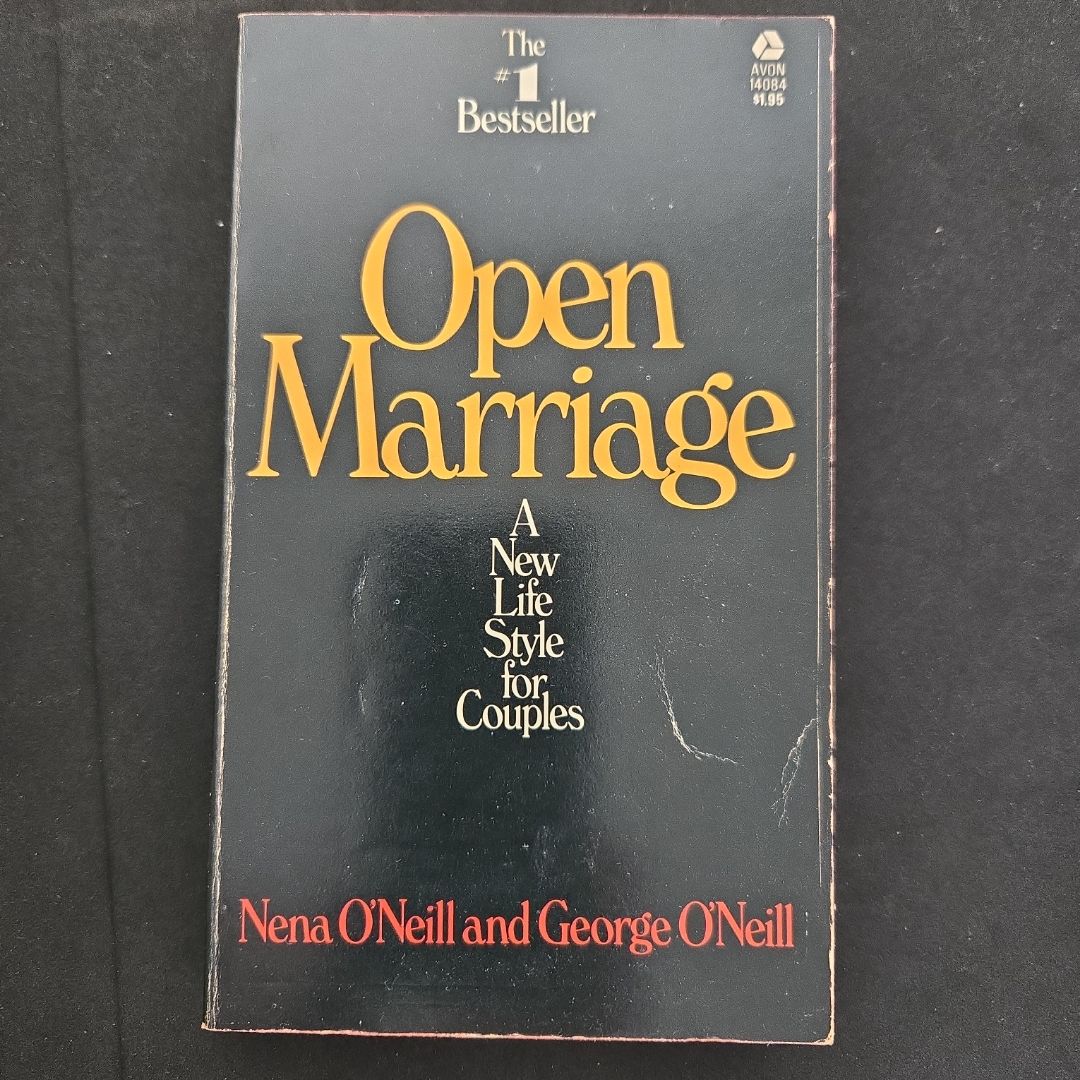 The
#1
Bestseller
AVON
14084
$1.95
Open
Marriage
A
New
Life
Style
for
Couples
Nena O'Neill and George O'Neill